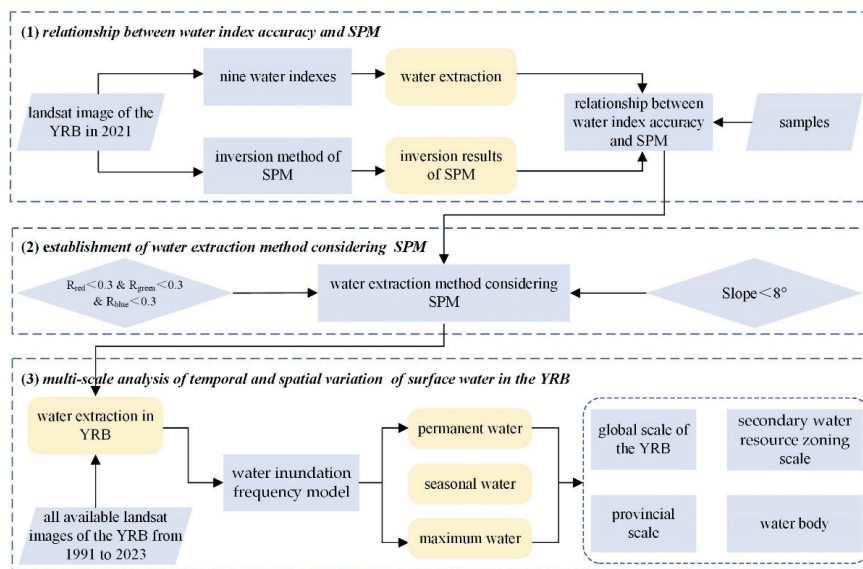 (1) relationship between water index accuracy and SPM
nine water indexes
water extraction
landsat image of the
YRB in 2021
relationship between
water index accuracy
and SPM
samples
inversion method of
SPM
inversion results
of SPM
(2) establishment of water extraction method considering SPM
Rred<0.3 & Rgreen<0.3
& Rblue<0.3
water extraction method considering
SPM
Slope<8°
(3) multi-scale analysis of temporal and spatial variation of surface water in the YRB
water extraction in
YRB
all available landsat
images of the YRB from
1991 to 2023
water inundation
frequency model
permanent water
seasonal water
maximum water
global scale of
the YRB
secondary water
resource zoning
scale
provincial
scale
water body